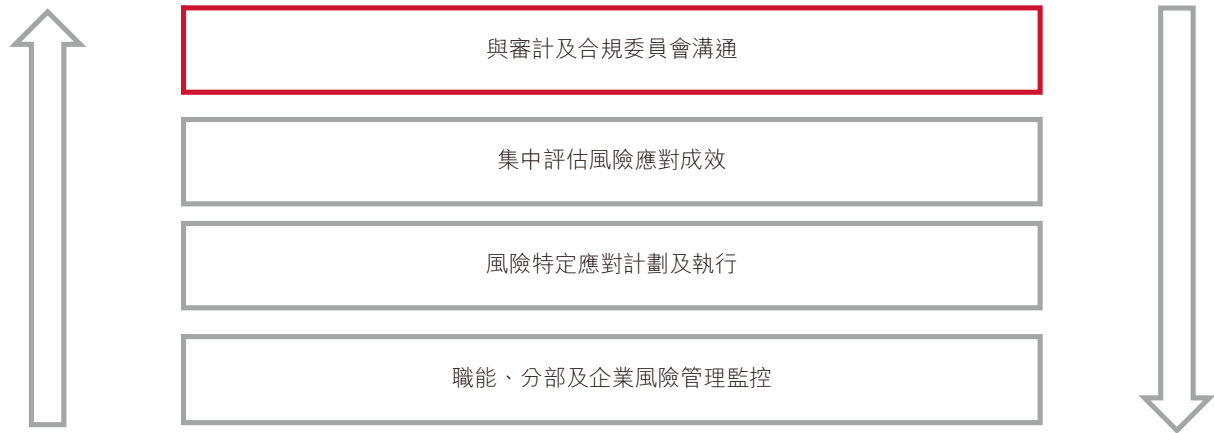 與審計及合規委員會溝通
集中評估風險應對成效
風險特定應對計劃及執行
職能、分部及企業風險管理監控